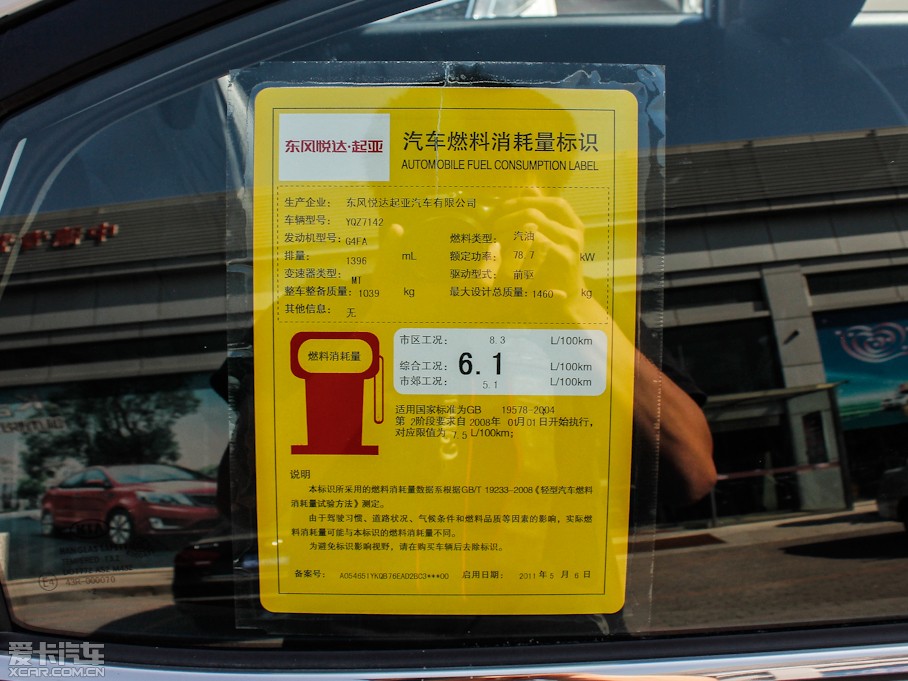 东风悦达·起亚
汽车燃料消耗量标识
AUTOMOBILE FUEL CONSUMPTION LABEL
生产企业: 东风悦达起亚汽车有限公司
车辆型号: YQZ7142
发动机型号: G4FA 燃料类型: 汽油
排量: 1396 mL 额定功率: 78.7 kW
变速器类型: MT 驱动型式: 前驱
整车整备质量: 1039 kg 最大设计总质量: 1460 kg
其他信息: 无
燃料消耗量
市区工况: 8.3 L/100km
综合工况: 6.1 L/100km
市郊工况: 5.1 L/100km
适用国家标准为GB 19578-2004
第 2阶段要求自 2008年 01月01日开始执行,
对应限值为 7.5 L/100km;
说明
本标识所采用的燃料消耗量数据系根据GB/T 19233-2008《轻型汽车燃料
消耗量试验方法》测定。
由于驾驶习惯、道路状况、气候条件和燃料品质等因素的影响,实际燃
料消耗量可能与本标识的燃料消耗量不同。
为避免标识影响视野,请在购买车辆后去除标识。
备案号: A054651YKQB76EAD2BC3***00 启用日期: 2011 年 5 月 6 日
KIA
爱卡汽车
XCAR.COM.CN